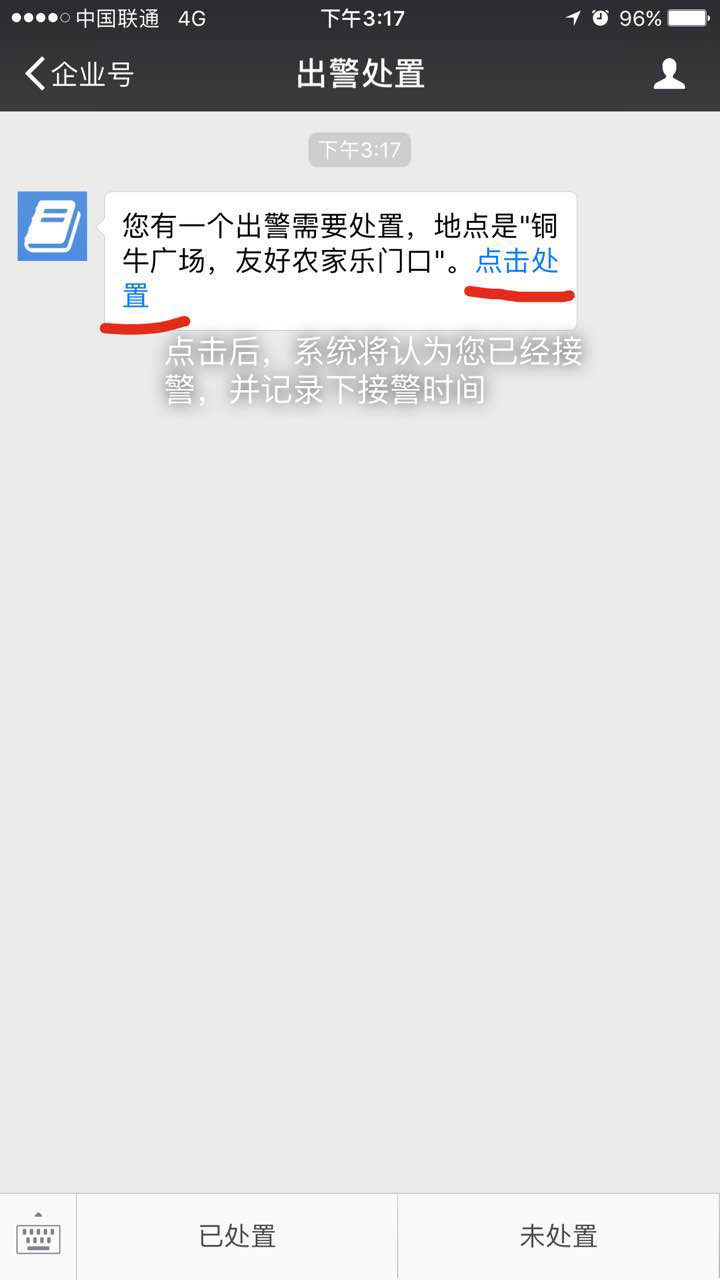 中国联通 4G 下午3:17 96%
企业号 出警处置
下午3:17
您有一个出警需要处置，地点是"铜
牛广场，友好农家乐门口"。点击处
置
点击后，系统将认为您已经接
警，并记录下接警时间
已处置 未处置